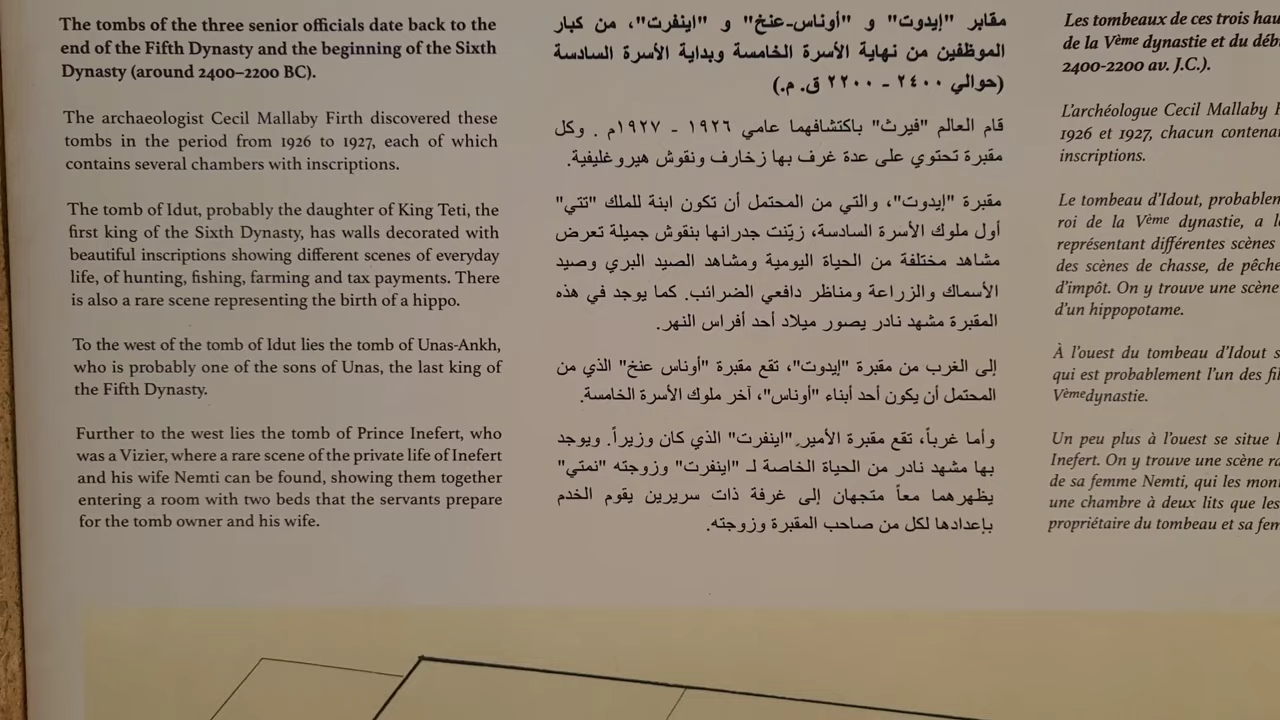 The tombs of the three senior officials date back to the
end of the Fifth Dynasty and the beginning of the Sixth
Dynasty (around 2400–2200 BC).
The archaeologist Cecil Mallaby Firth discovered these
tombs in the period from 1926 to 1927, each of which
contains several chambers with inscriptions.
The tomb of Idut, probably the daughter of King Teti, the
first king of the Sixth Dynasty, has walls decorated with
beautiful inscriptions showing different scenes of everyday
life, of hunting, fishing, farming and tax payments. There
is also a rare scene representing the birth of a hippo.
To the west of the tomb of Idut lies the tomb of Unas-Ankh,
who is probably one of the sons of Unas, the last king of
the Fifth Dynasty.
Further to the west lies the tomb of Prince Inefert, who
was a Vizier, where a rare scene of the private life of Inefert
and his wife Nemti can be found, showing them together
entering a room with two beds that the servants prepare
for the tomb owner and his wife.
مقابر "إيدوت" و "أوناس-عنخ" و "اينفرت"، من كبار
الموظفين من نهاية الأسرة الخامسة وبداية الأسرة السادسة
(حوالي ٢٤٠٠ - ٢٢٠٠ ق. م.)
قام العالم "فيرث" باكتشافهما عامي ١٩٢٦ - ١٩٢٧م . وكل
مقبرة تحتوي على عدة غرف بها زخارف ونقوش هيروغليفية.
مقبرة "إيدوت"، والتي من المحتمل أن تكون ابنة للملك "تتي"
أول ملوك الأسرة السادسة، زيّنت جدرانها بنقوش جميلة تعرض
مشاهد مختلفة من الحياة اليومية ومشاهد الصيد البري وصيد
الأسماك والزراعة ومناظر دافعي الضرائب. كما يوجد في هذه
المقبرة مشهد نادر يصور ميلاد أحد أفراس النهر.
إلى الغرب من مقبرة "إيدوت"، تقع مقبرة "أوناس عنخ" الذي من
المحتمل أن يكون أحد أبناء "أوناس"، آخر ملوك الأسرة الخامسة.
وأما غرباً، تقع مقبرة الأمير "اينفرت" الذي كان وزيراً. ويوجد
بها مشهد نادر من الحياة الخاصة لـ "اينفرت" وزوجته "نمتي"
يظهرهما معاً متجهان إلى غرفة ذات سريرين يقوم الخدم
بإعدادها لكل من صاحب المقبرة وزوجته.
Les tombeaux de ces trois hau
de la Vème dynastie et du déb
2400-2200 av. J.C.).
L'archéologue Cecil Mallaby F
1926 et 1927, chacun contena
inscriptions.
Le tombeau d'Idout, probablem
roi de la Vème dynastie, a l
représentant différentes scènes
des scènes de chasse, de pêche
d'impôt. On y trouve une scène
d'un hippopotame.
À l'ouest du tombeau d'Idout s
qui est probablement l'un des fil
Vèmedynastie.
Un peu plus à l'ouest se situe l
Inefert. On y trouve une scène ra
de sa femme Nemti, qui les mon
une chambre à deux lits que les
propriétaire du tombeau et sa fem